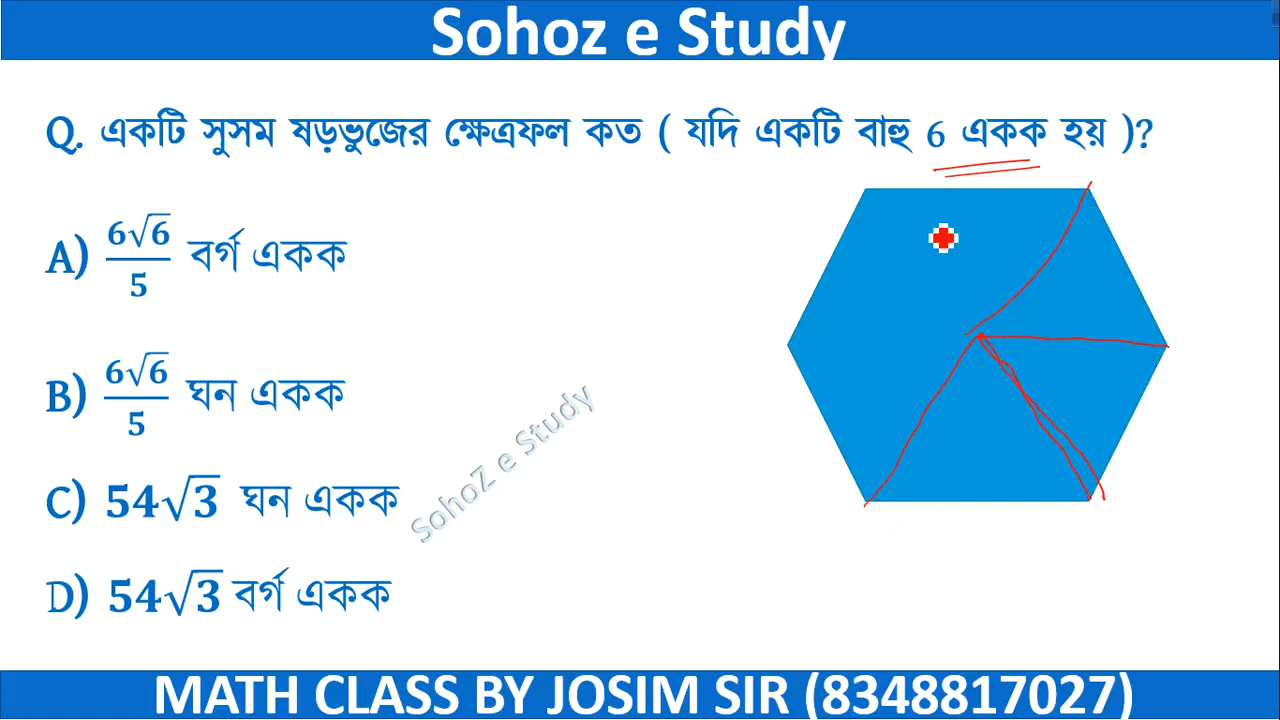 Sohoz e Study
Q. একটি সুসম ষড়ভুজের ক্ষেত্রফল কত ( যদি একটি বাহু 6 একক হয় )?
A) 6√6/5 বর্গ একক
B) 6√6/5 ঘন একক
C) 54√3 ঘন একক
D) 54√3 বর্গ একক
SohoZ e Study
MATH CLASS BY JOSIM SIR (8348817027)